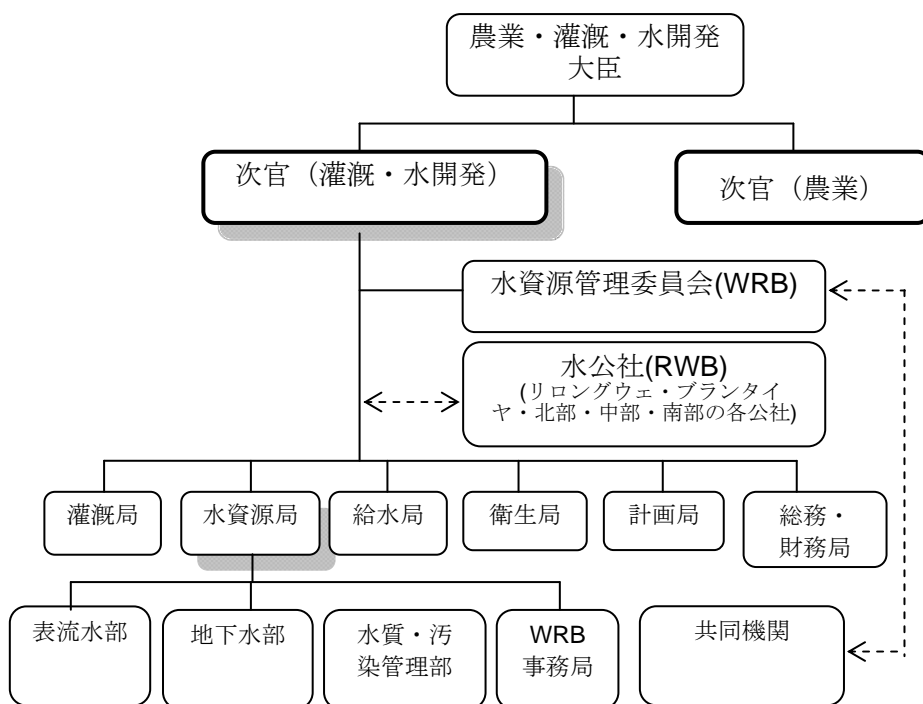 農業・灌漑・水開発
大臣
次官（灌漑・水開発）
次官（農業）
水資源管理委員会(WRB)
水公社(RWB)
(リロングウェ・ブランタイ
ヤ・北部・中部・南部の各公社)
灌漑局
水資源局
給水局
衛生局
計画局
総務・
財務局
表流水部
地下水部
水質・汚
染管理部
WRB
事務局
共同機関